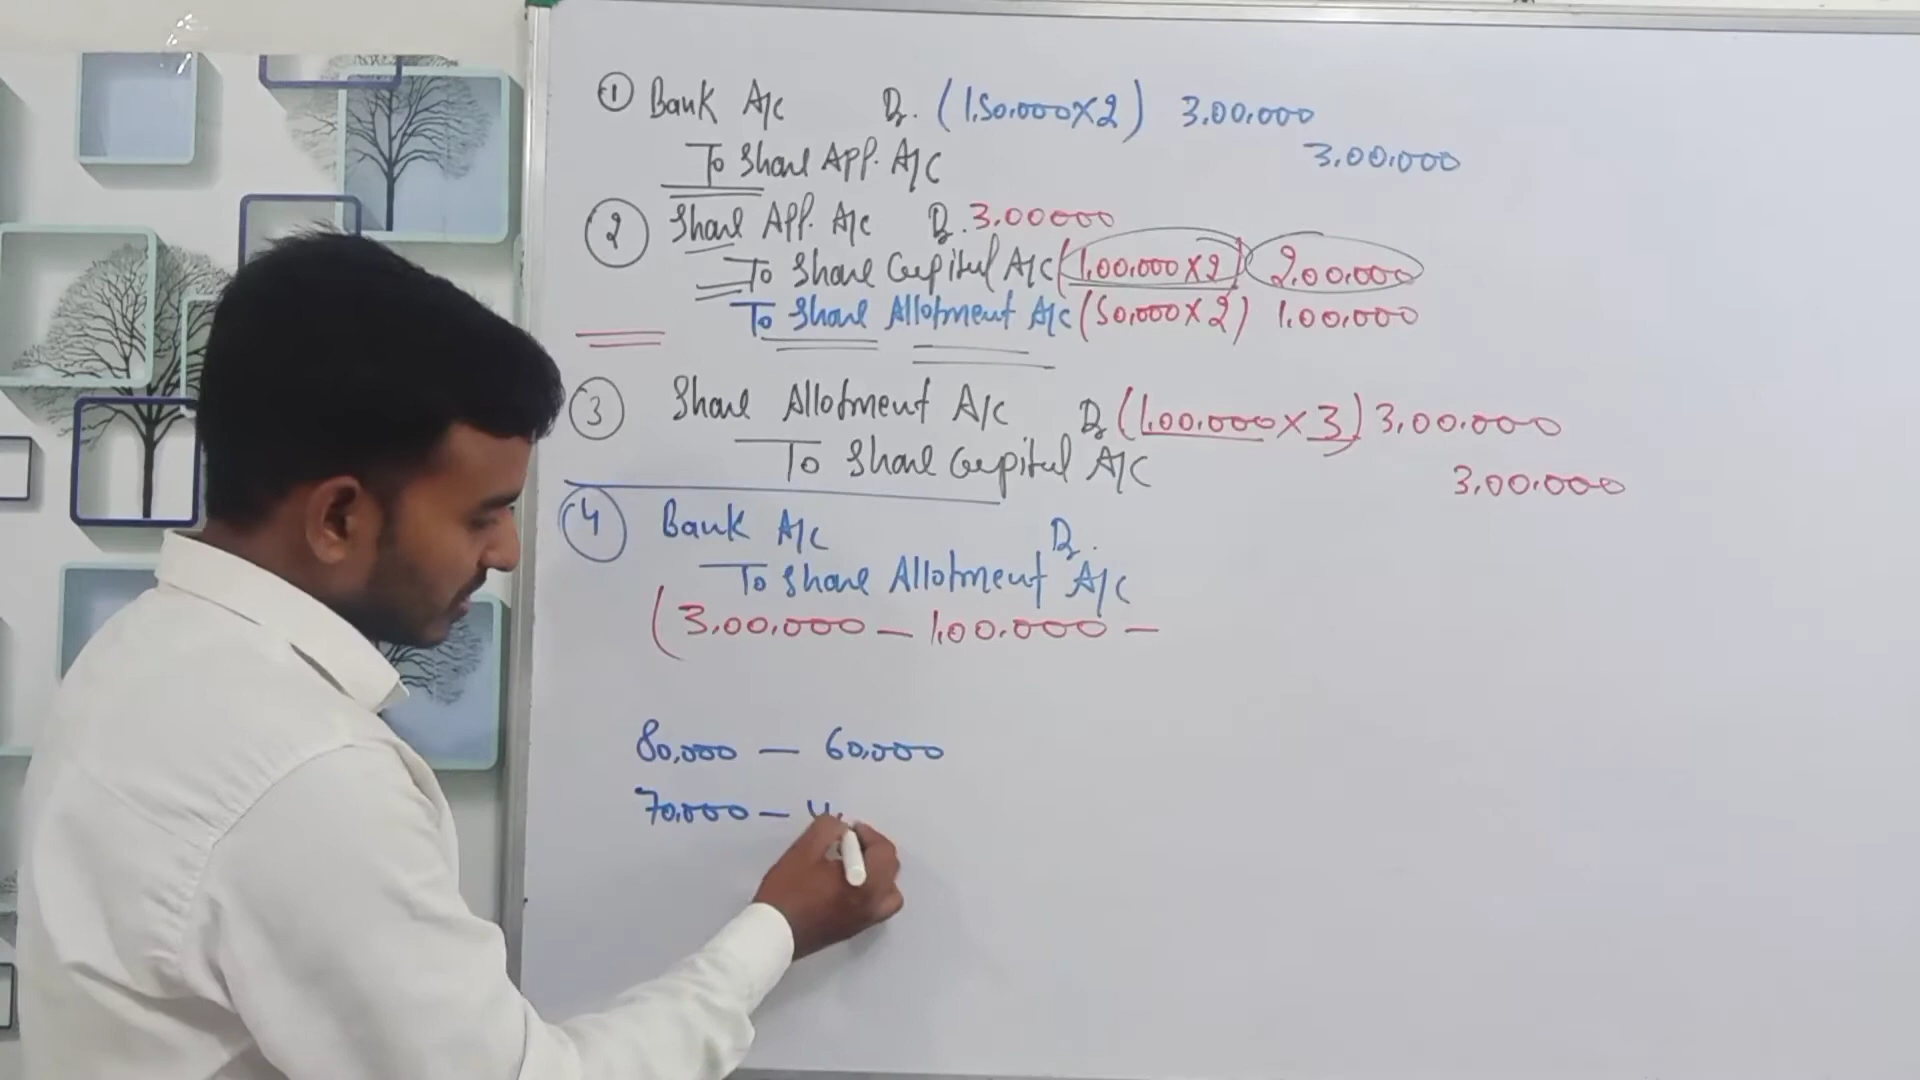 ① Bank A/c Dr. (1,50,000×2) 3,00,000
To Share App. A/c 3,00,000
② Share App. A/c Dr. 3,00000
To Share Capital A/c (1,00,000×2) 2,00,000
To Share Allotment A/c (50,000×2) 1,00,000
③ Share Allotment A/c Dr (1,00,000×3) 3,00,000
To Share Capital A/c 3,00,000
④ Bank A/c Dr.
To Share Allotment A/c
(3,00,000 – 1,00,000 –
80,000 – 60,000
70,000 – 4